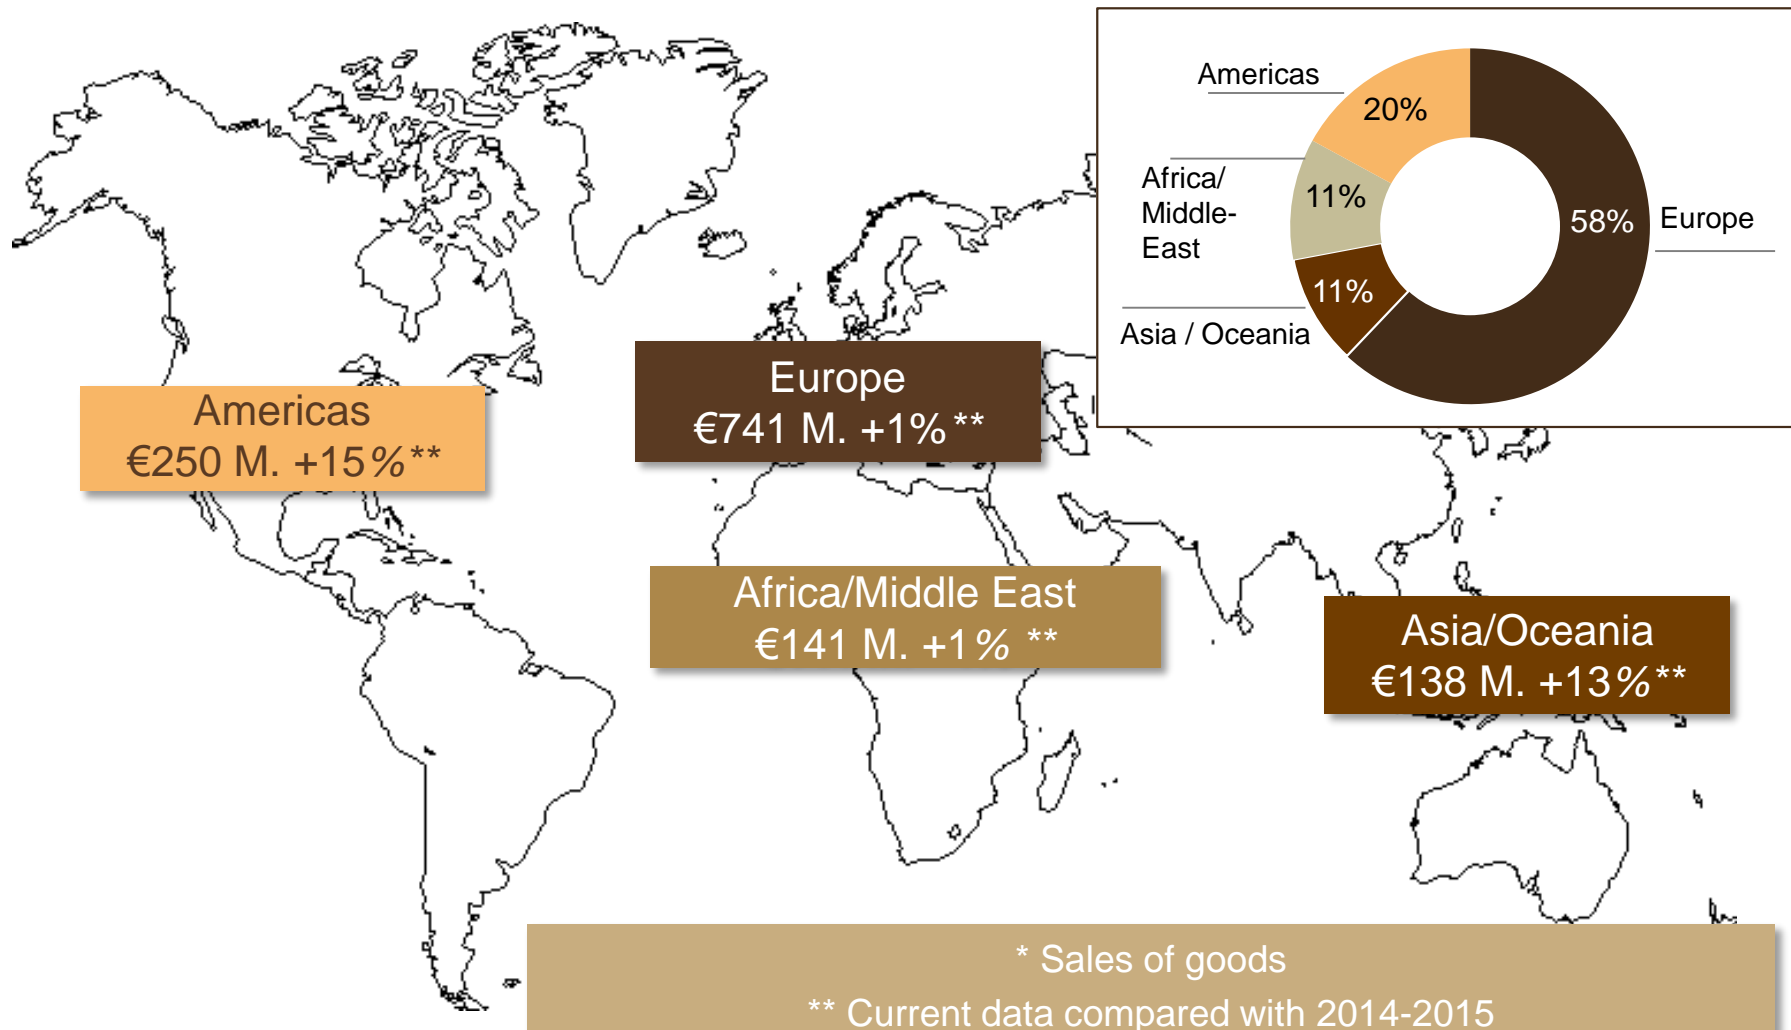 Americas
20%
Africa/
Middle-
East
11%
58%
Europe
11%
Asia / Oceania
Europe
€741 M. +1% **
Americas
€250 M. +15%**
Africa/Middle East
€141 M. +1% **
Asia/Oceania
€138 M. +13%**
* Sales of goods
** Current data compared with 2014-2015